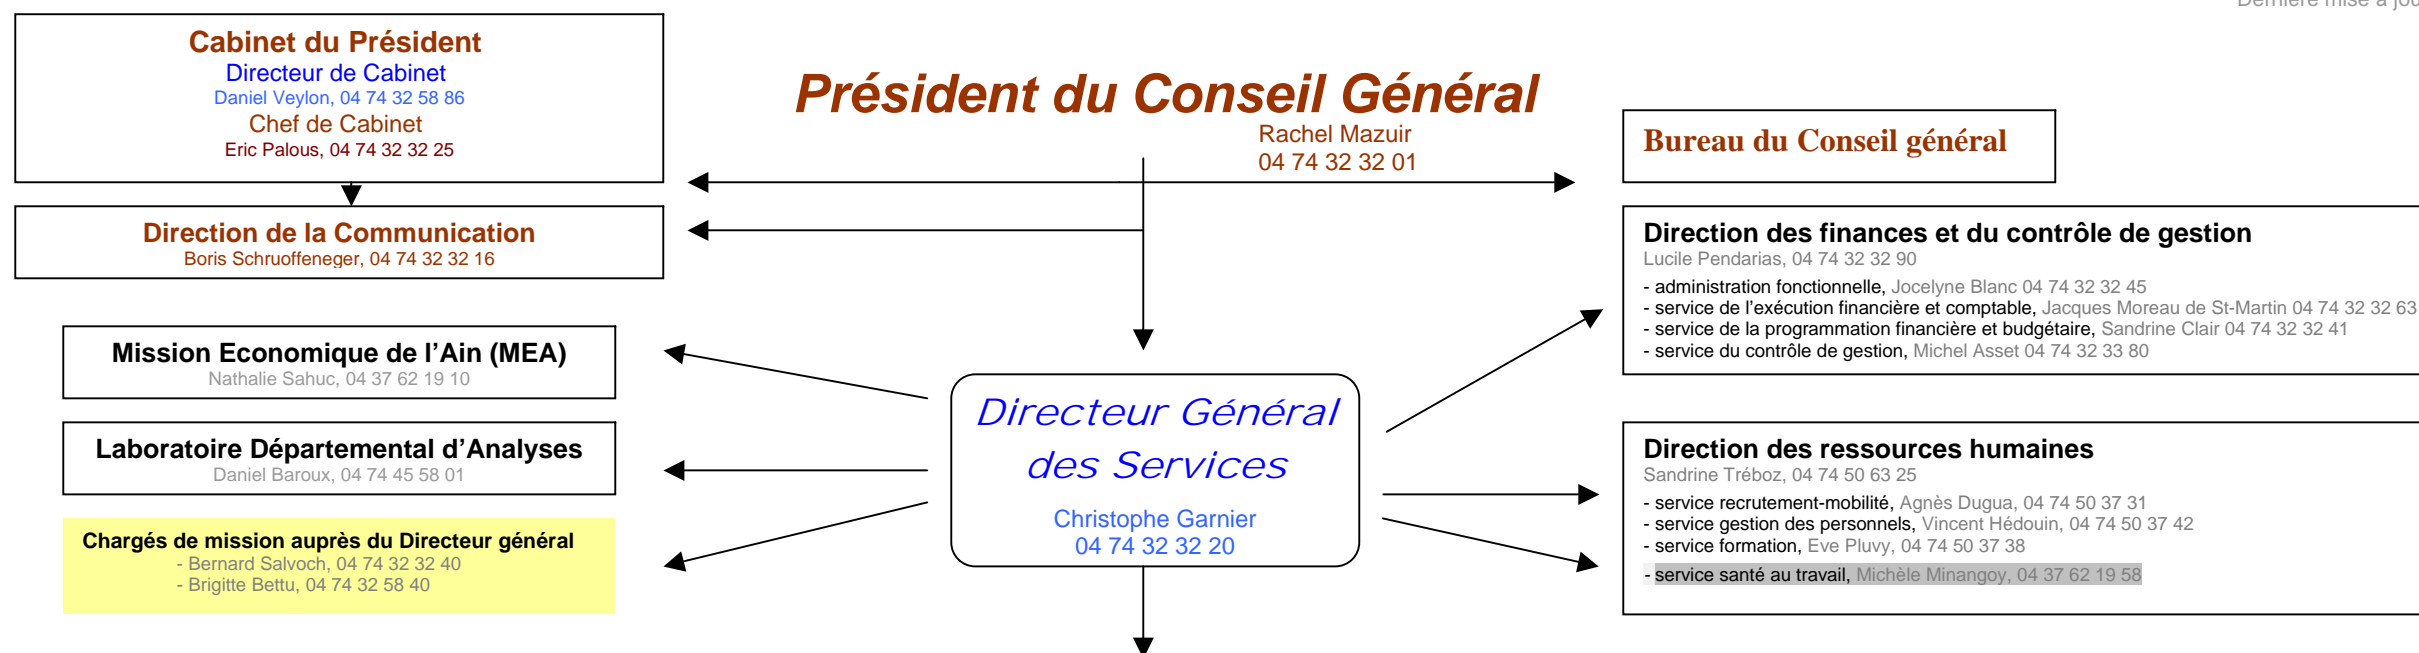 Dernière mise à jou
Cabinet du Président
Directeur de Cabinet
Daniel Veylon, 04 74 32 58 86
Chef de Cabinet
Eric Palous, 04 74 32 32 25
Président du Conseil Général
Rachel Mazuir
04 74 32 32 01
Bureau du Conseil général
Direction de la Communication
Boris Schruoffeneger, 04 74 32 32 16
Direction des finances et du contrôle de gestion
Lucile Pendarias, 04 74 32 32 90
- administration fonctionnelle, Jocelyne Blanc 04 74 32 32 45
- service de l’exécution financière et comptable, Jacques Moreau de St-Martin 04 74 32 32 63
- service de la programmation financière et budgétaire, Sandrine Clair 04 74 32 32 41
- service du contrôle de gestion, Michel Asset 04 74 32 33 80
Mission Economique de l’Ain (MEA)
Nathalie Sahuc, 04 37 62 19 10
Laboratoire Départemental d’Analyses
Daniel Baroux, 04 74 45 58 01
Chargés de mission auprès du Directeur général
- Bernard Salvoch, 04 74 32 32 40
- Brigitte Bettu, 04 74 32 58 40
Directeur Général
des Services
Christophe Garnier
04 74 32 32 20
Direction des ressources humaines
Sandrine Tréboz, 04 74 50 63 25
- service recrutement-mobilité, Agnès Dugua, 04 74 50 37 31
- service gestion des personnels, Vincent Hédouin, 04 74 50 37 42
- service formation, Eve Pluvy, 04 74 50 37 38
- service santé au travail, Michèle Minangoy, 04 37 62 19 58